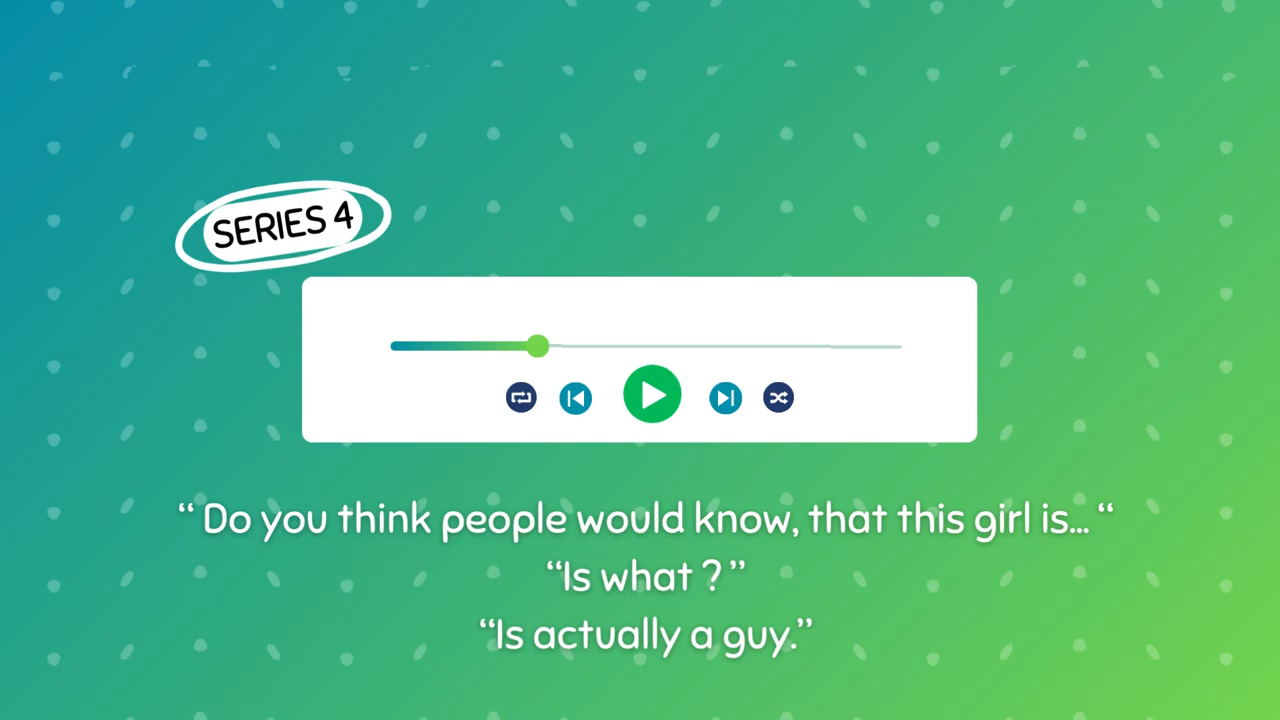 SERIES 4
“ Do you think people would know, that this girl is... “
“Is what ? ”
“Is actually a guy.”